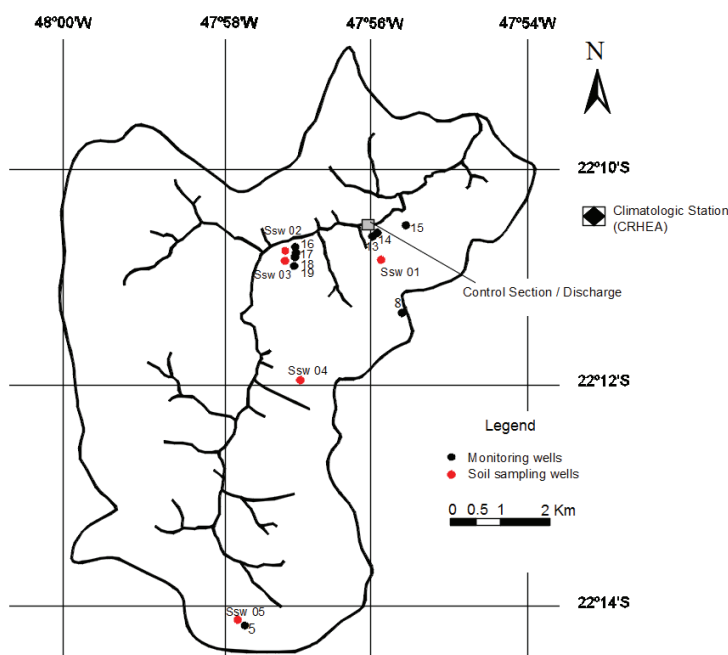 48°00'W 47°58'W 47°56'W 47°54'W
N
22°10'S
Climatologic Station
(CRHEA)
Ssw 02
16
17
Ssw 03
18
19
13
14
15
Ssw 01
Control Section / Discharge
8
Ssw 04
22°12'S
Legend
Monitoring wells
Soil sampling wells
0 0.5 1 2 Km
22°14'S
Ssw 05
5